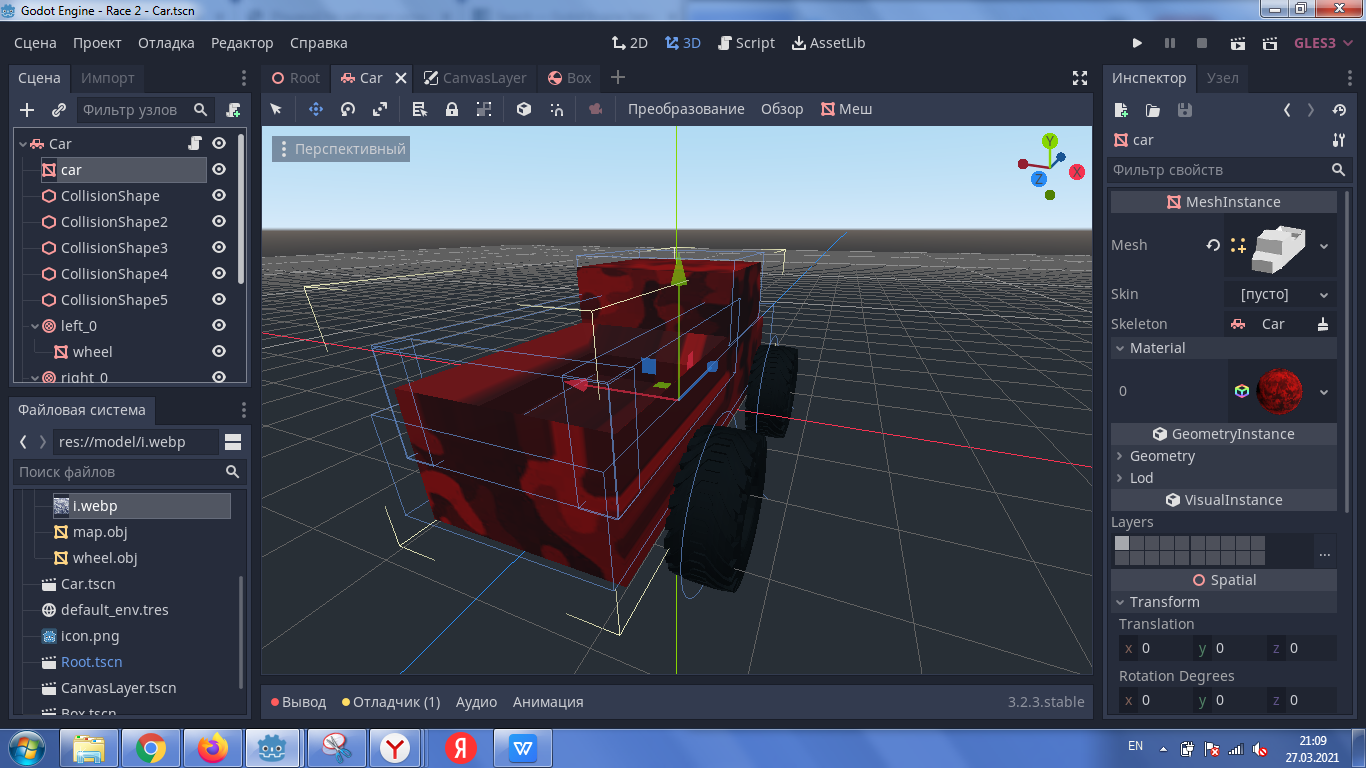 Godot Engine - Race 2 - Car.tscn
Сцена Проект Отладка Редактор Справка
2D 3D Script AssetLib
GLES3
Сцена Импорт
Фильтр узлов
Car
car
CollisionShape
CollisionShape2
CollisionShape3
CollisionShape4
CollisionShape5
left_0
wheel
right_0
Файловая система
res://model/i.webp
Поиск файлов
i.webp
map.obj
wheel.obj
Car.tscn
default_env.tres
icon.png
Root.tscn
CanvasLayer.tscn
Box.tscn
Root Car CanvasLayer Box
Преобразование Обзор Меш
Перспективный
Y
X
Z
Вывод Отладчик (1) Аудио Анимация 3.2.3.stable
Инспектор Узел
car
Фильтр свойств
MeshInstance
Mesh
Skin [пусто]
Skeleton Car
Material
0
GeometryInstance
Geometry
Lod
VisualInstance
Layers
...
Spatial
Transform
Translation
x 0 y 0 z 0
Rotation Degrees
x 0 y 0 z 0
Я
W
EN
21:09
27.03.2021